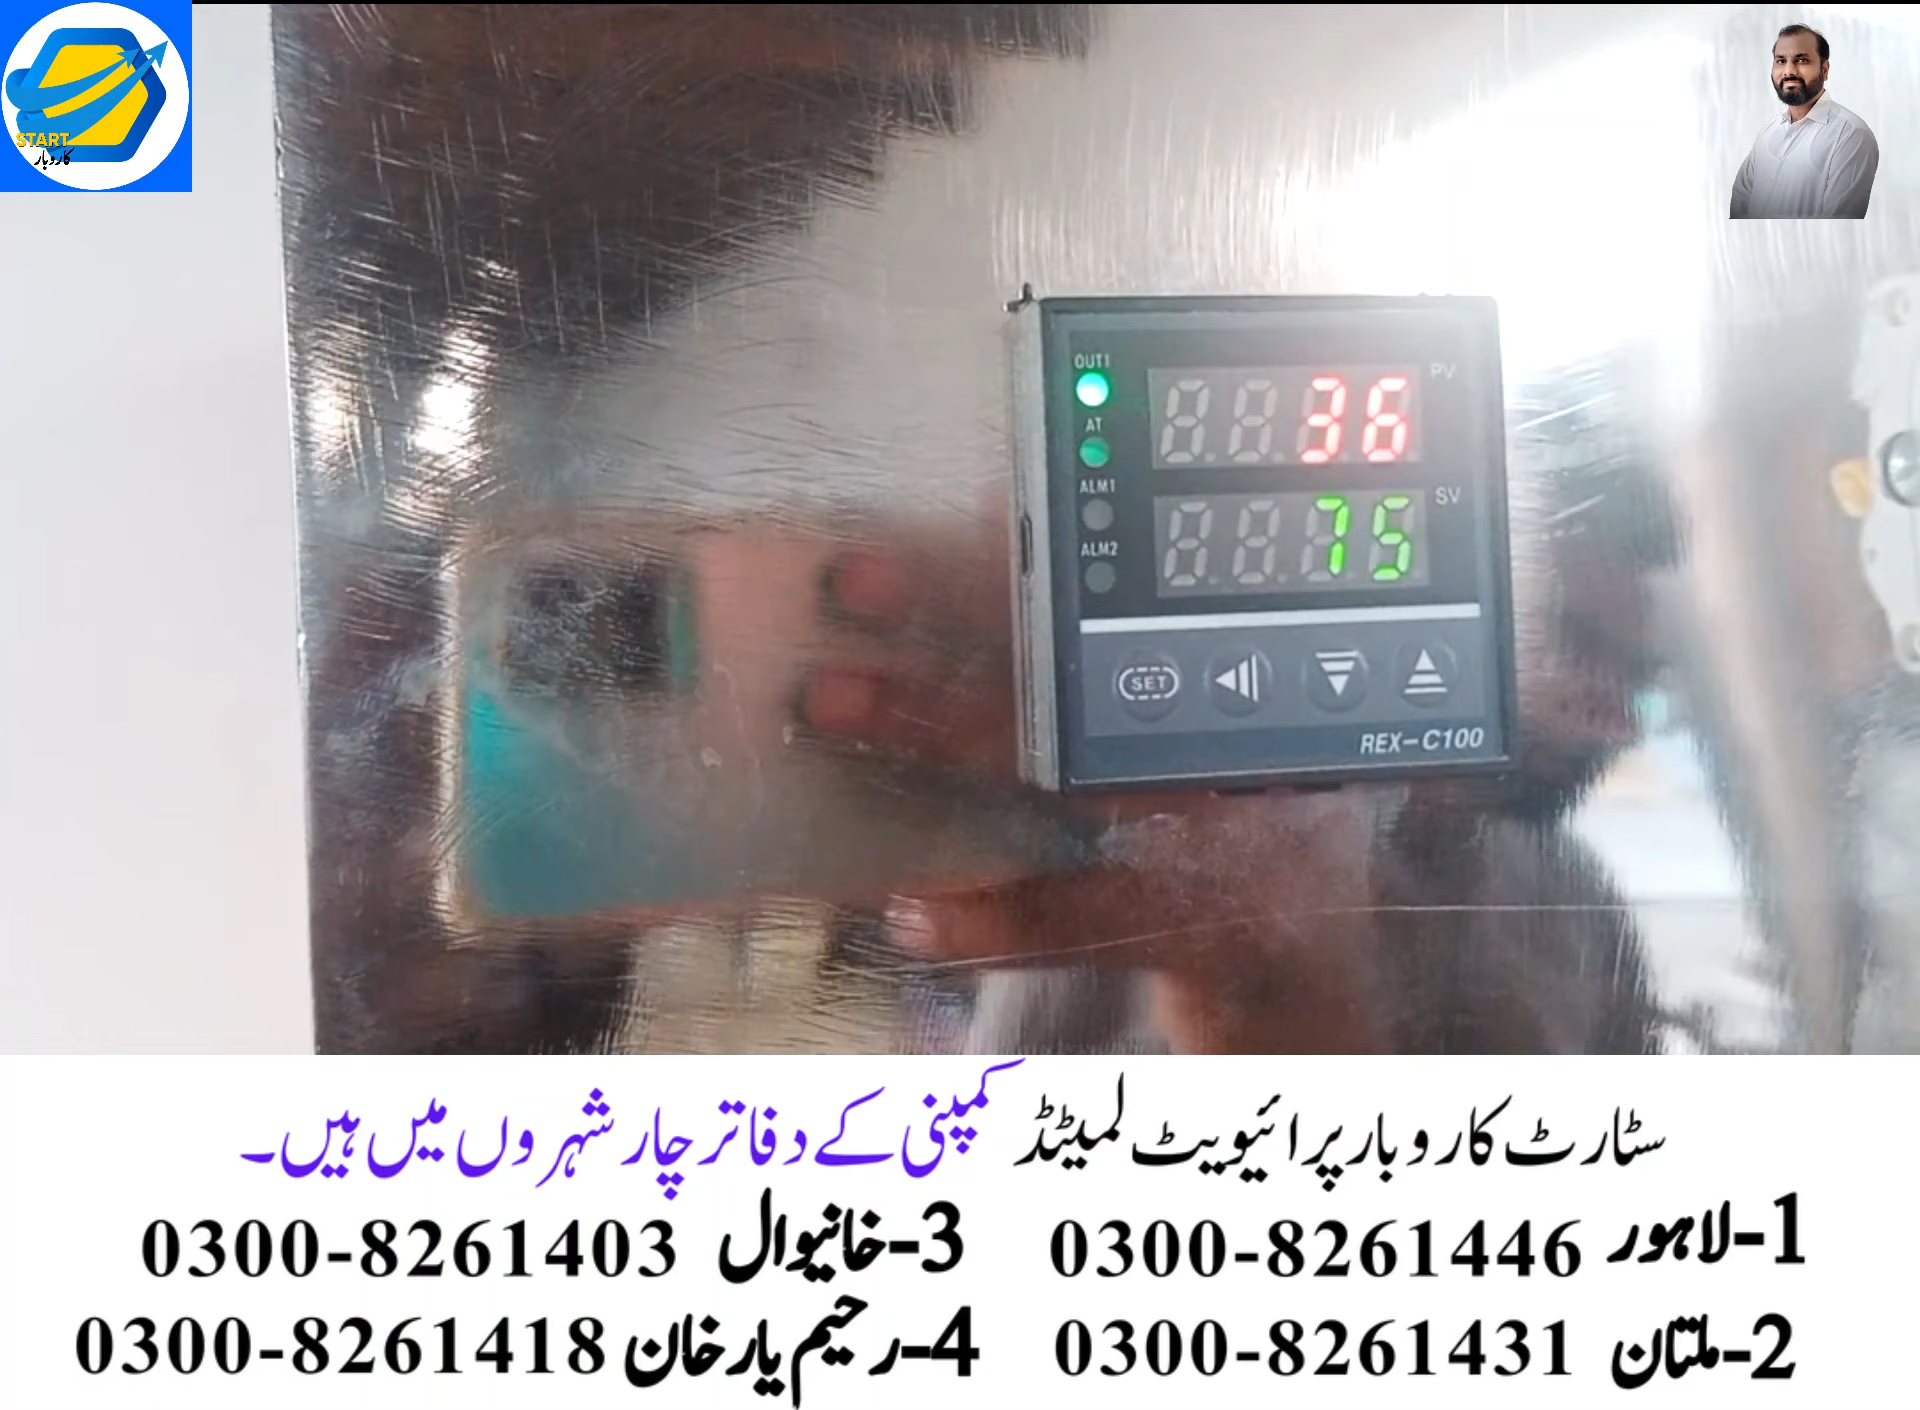 START
کاروبار
OUT1
PV
36
AT
ALM1
SV
75
ALM2
SET
REX-C100
سٹارٹ کاروبار پرائیویٹ لمیٹڈ کمپنی کے دفاتر چار شہروں میں ہیں۔
1-لاہور 0300-8261446
2-ملتان 0300-8261431
3-خانیوال 0300-8261403
4-رحیم یار خان 0300-8261418